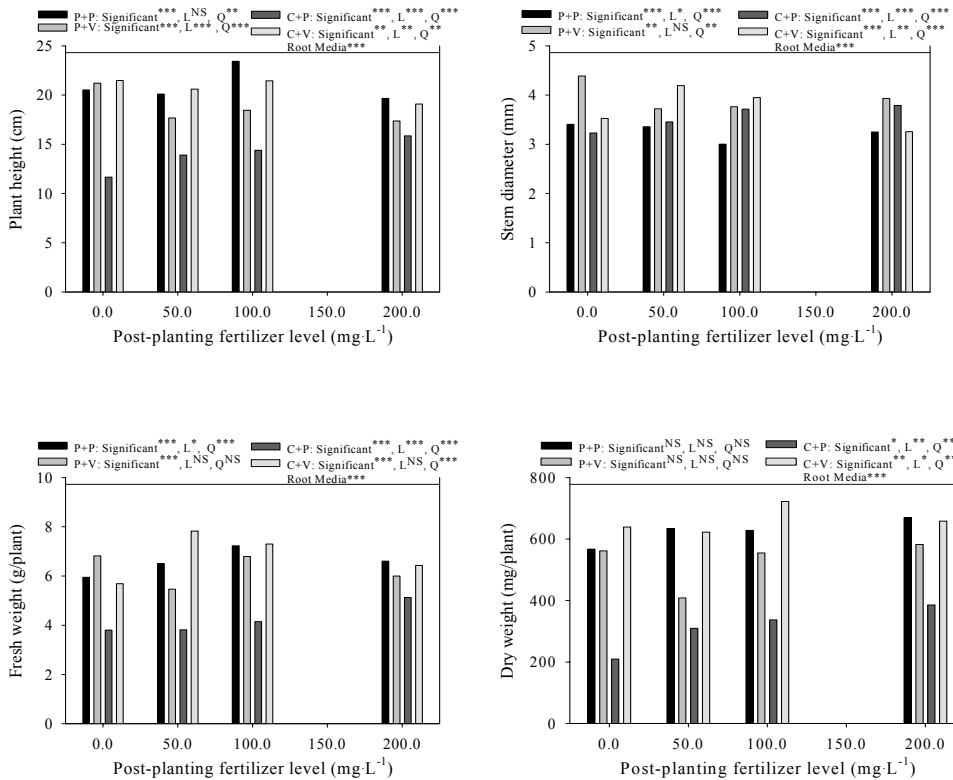 P+P: Significant***, L^NS, Q** C+P: Significant***, L***, Q***
P+V: Significant***, L***, Q*** C+V: Significant**, L**, Q**
Root Media***
25
20
15
10
5
0
Plant height (cm)
0.0 50.0 100.0 150.0 200.0
Post-planting fertilizer level (mg·L⁻¹)
P+P: Significant***, L*, Q*** C+P: Significant***, L***, Q***
P+V: Significant**, L^NS, Q** C+V: Significant***, L**, Q***
Root Media***
5
4
3
2
1
0
Stem diameter (mm)
0.0 50.0 100.0 150.0 200.0
Post-planting fertilizer level (mg·L⁻¹)
P+P: Significant***, L*, Q*** C+P: Significant***, L***, Q***
P+V: Significant***, L^NS, Q^NS C+V: Significant***, L^NS, Q***
Root Media***
10
8
6
4
2
0
Fresh weight (g/plant)
0.0 50.0 100.0 150.0 200.0
Post-planting fertilizer level (mg·L⁻¹)
P+P: Significant^NS, L^NS, Q^NS C+P: Significant*, L**, Q**
P+V: Significant^NS, L^NS, Q^NS C+V: Significant**, L*, Q**
Root Media***
800
600
400
200
0
Dry weight (mg/plant)
0.0 50.0 100.0 150.0 200.0
Post-planting fertilizer level (mg·L⁻¹)